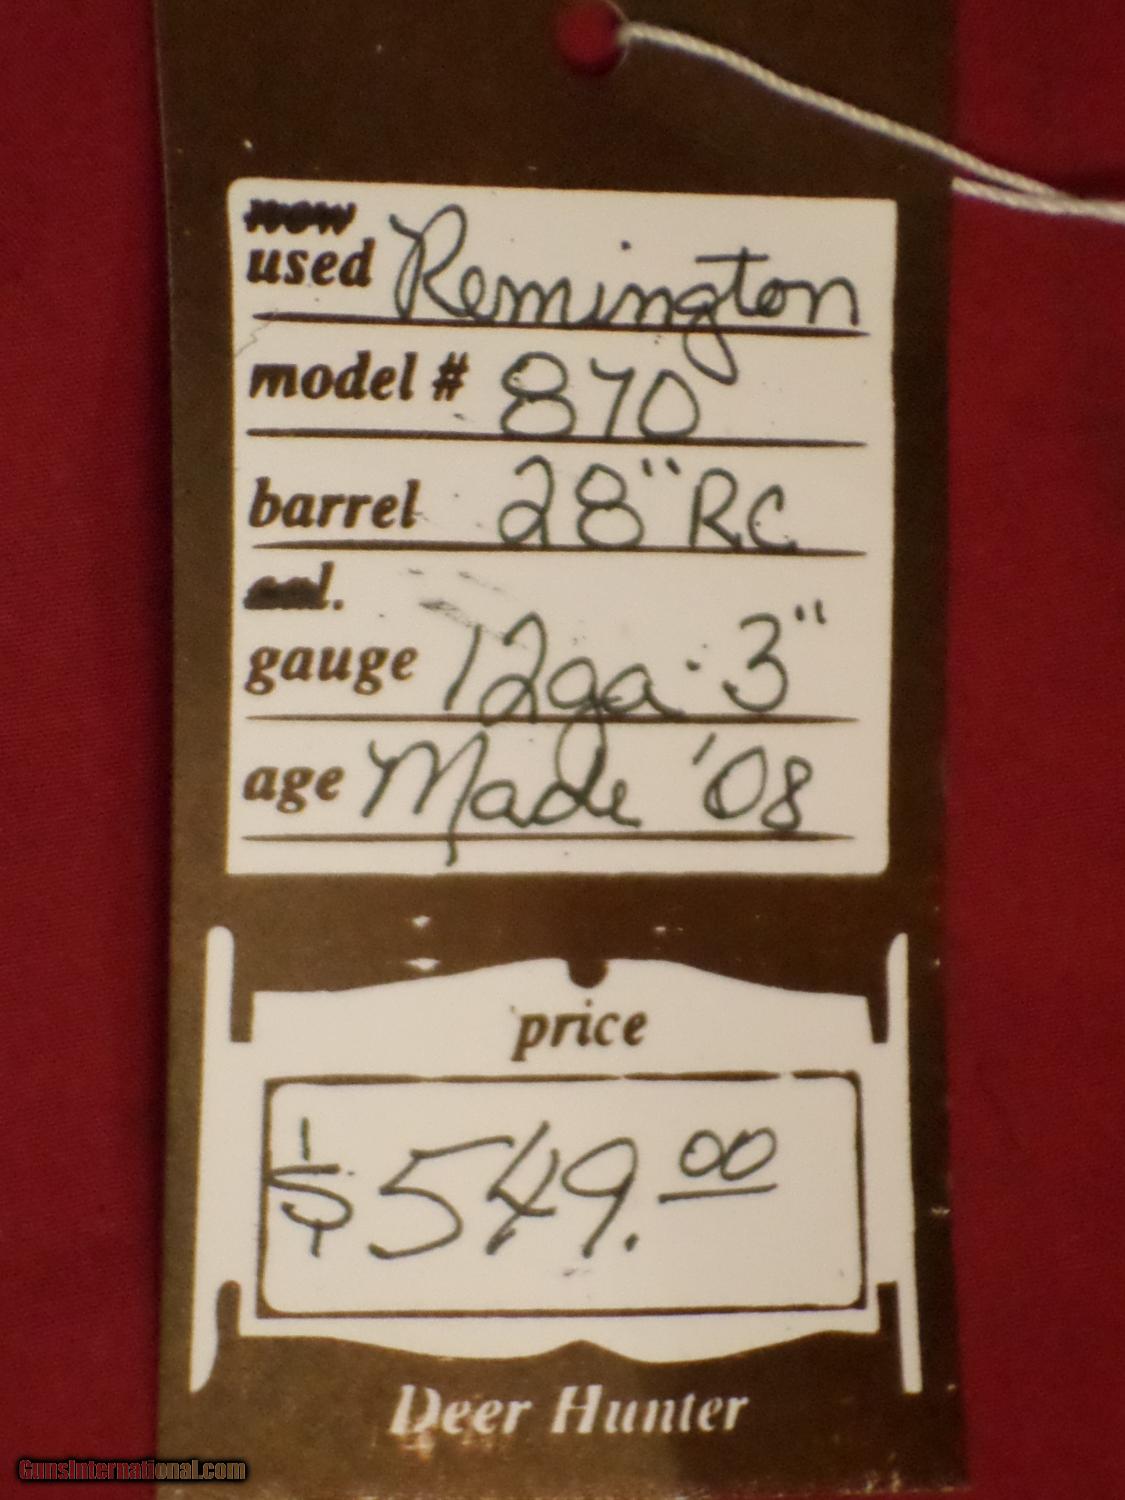 new
used Remington
model # 870
barrel 28" RC
cal.
gauge 12ga - 3"
age Made '08
price
$549.00
Deer Hunter
GunsInternational.com